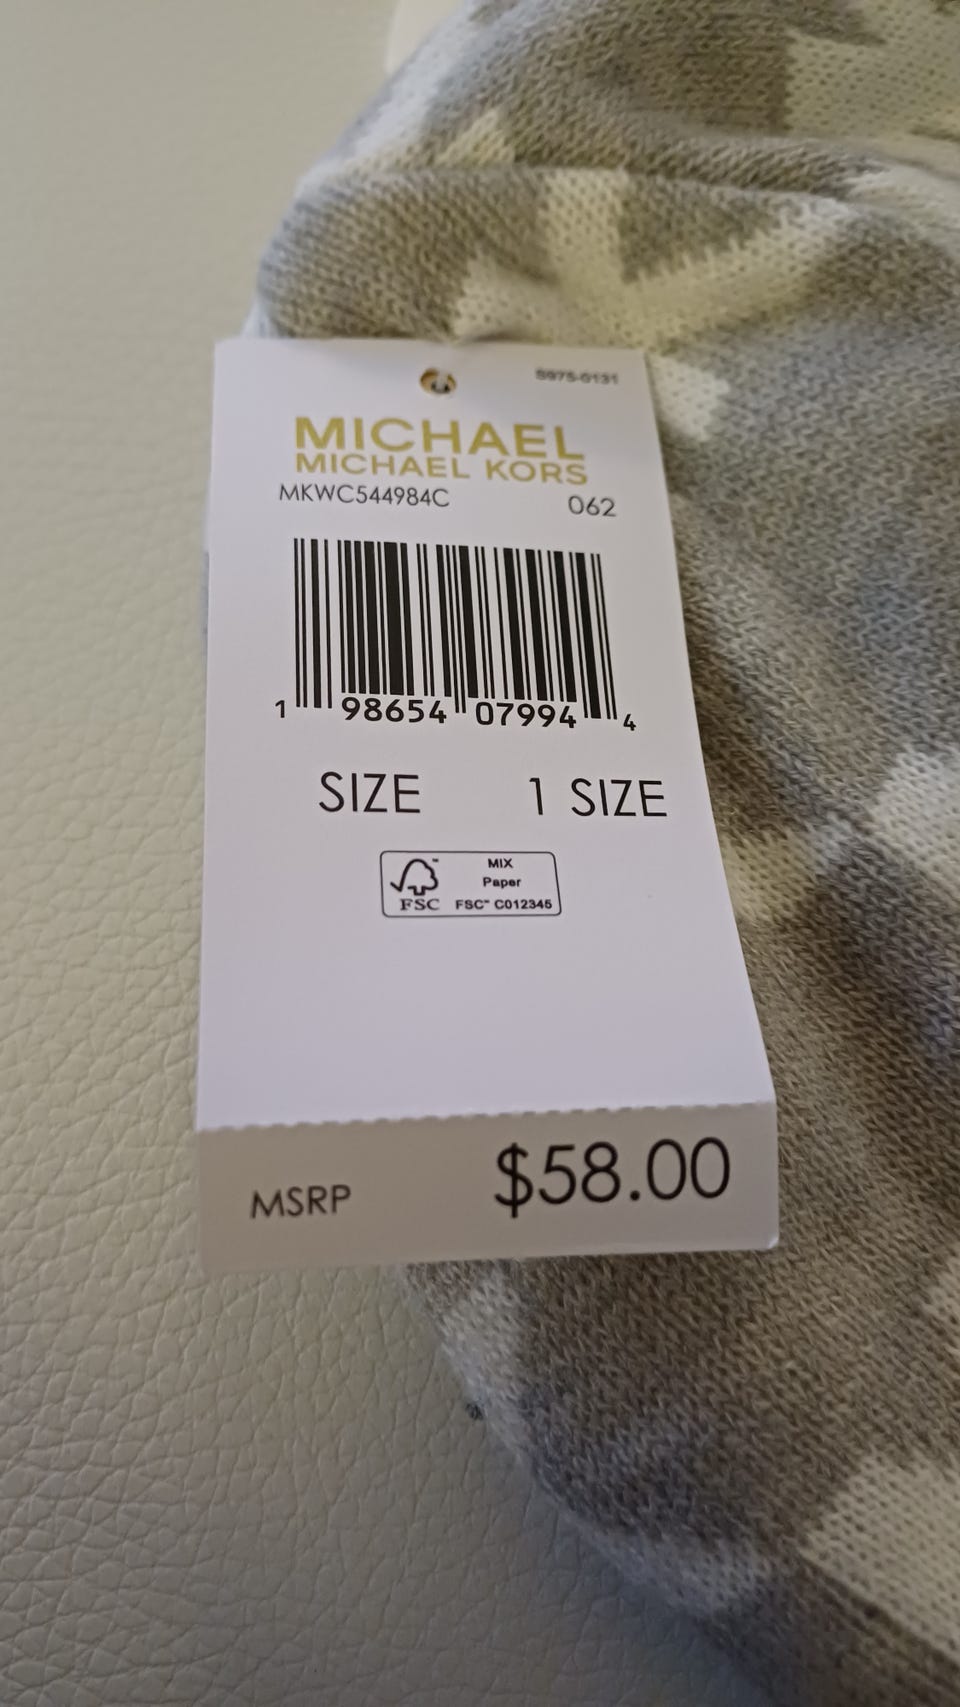 S975-0131
MICHAEL
MICHAEL KORS
MKWC544984C 062
1 98654 07994 4
SIZE 1 SIZE
MIX
Paper
FSC FSC™ C012345
MSRP $58.00